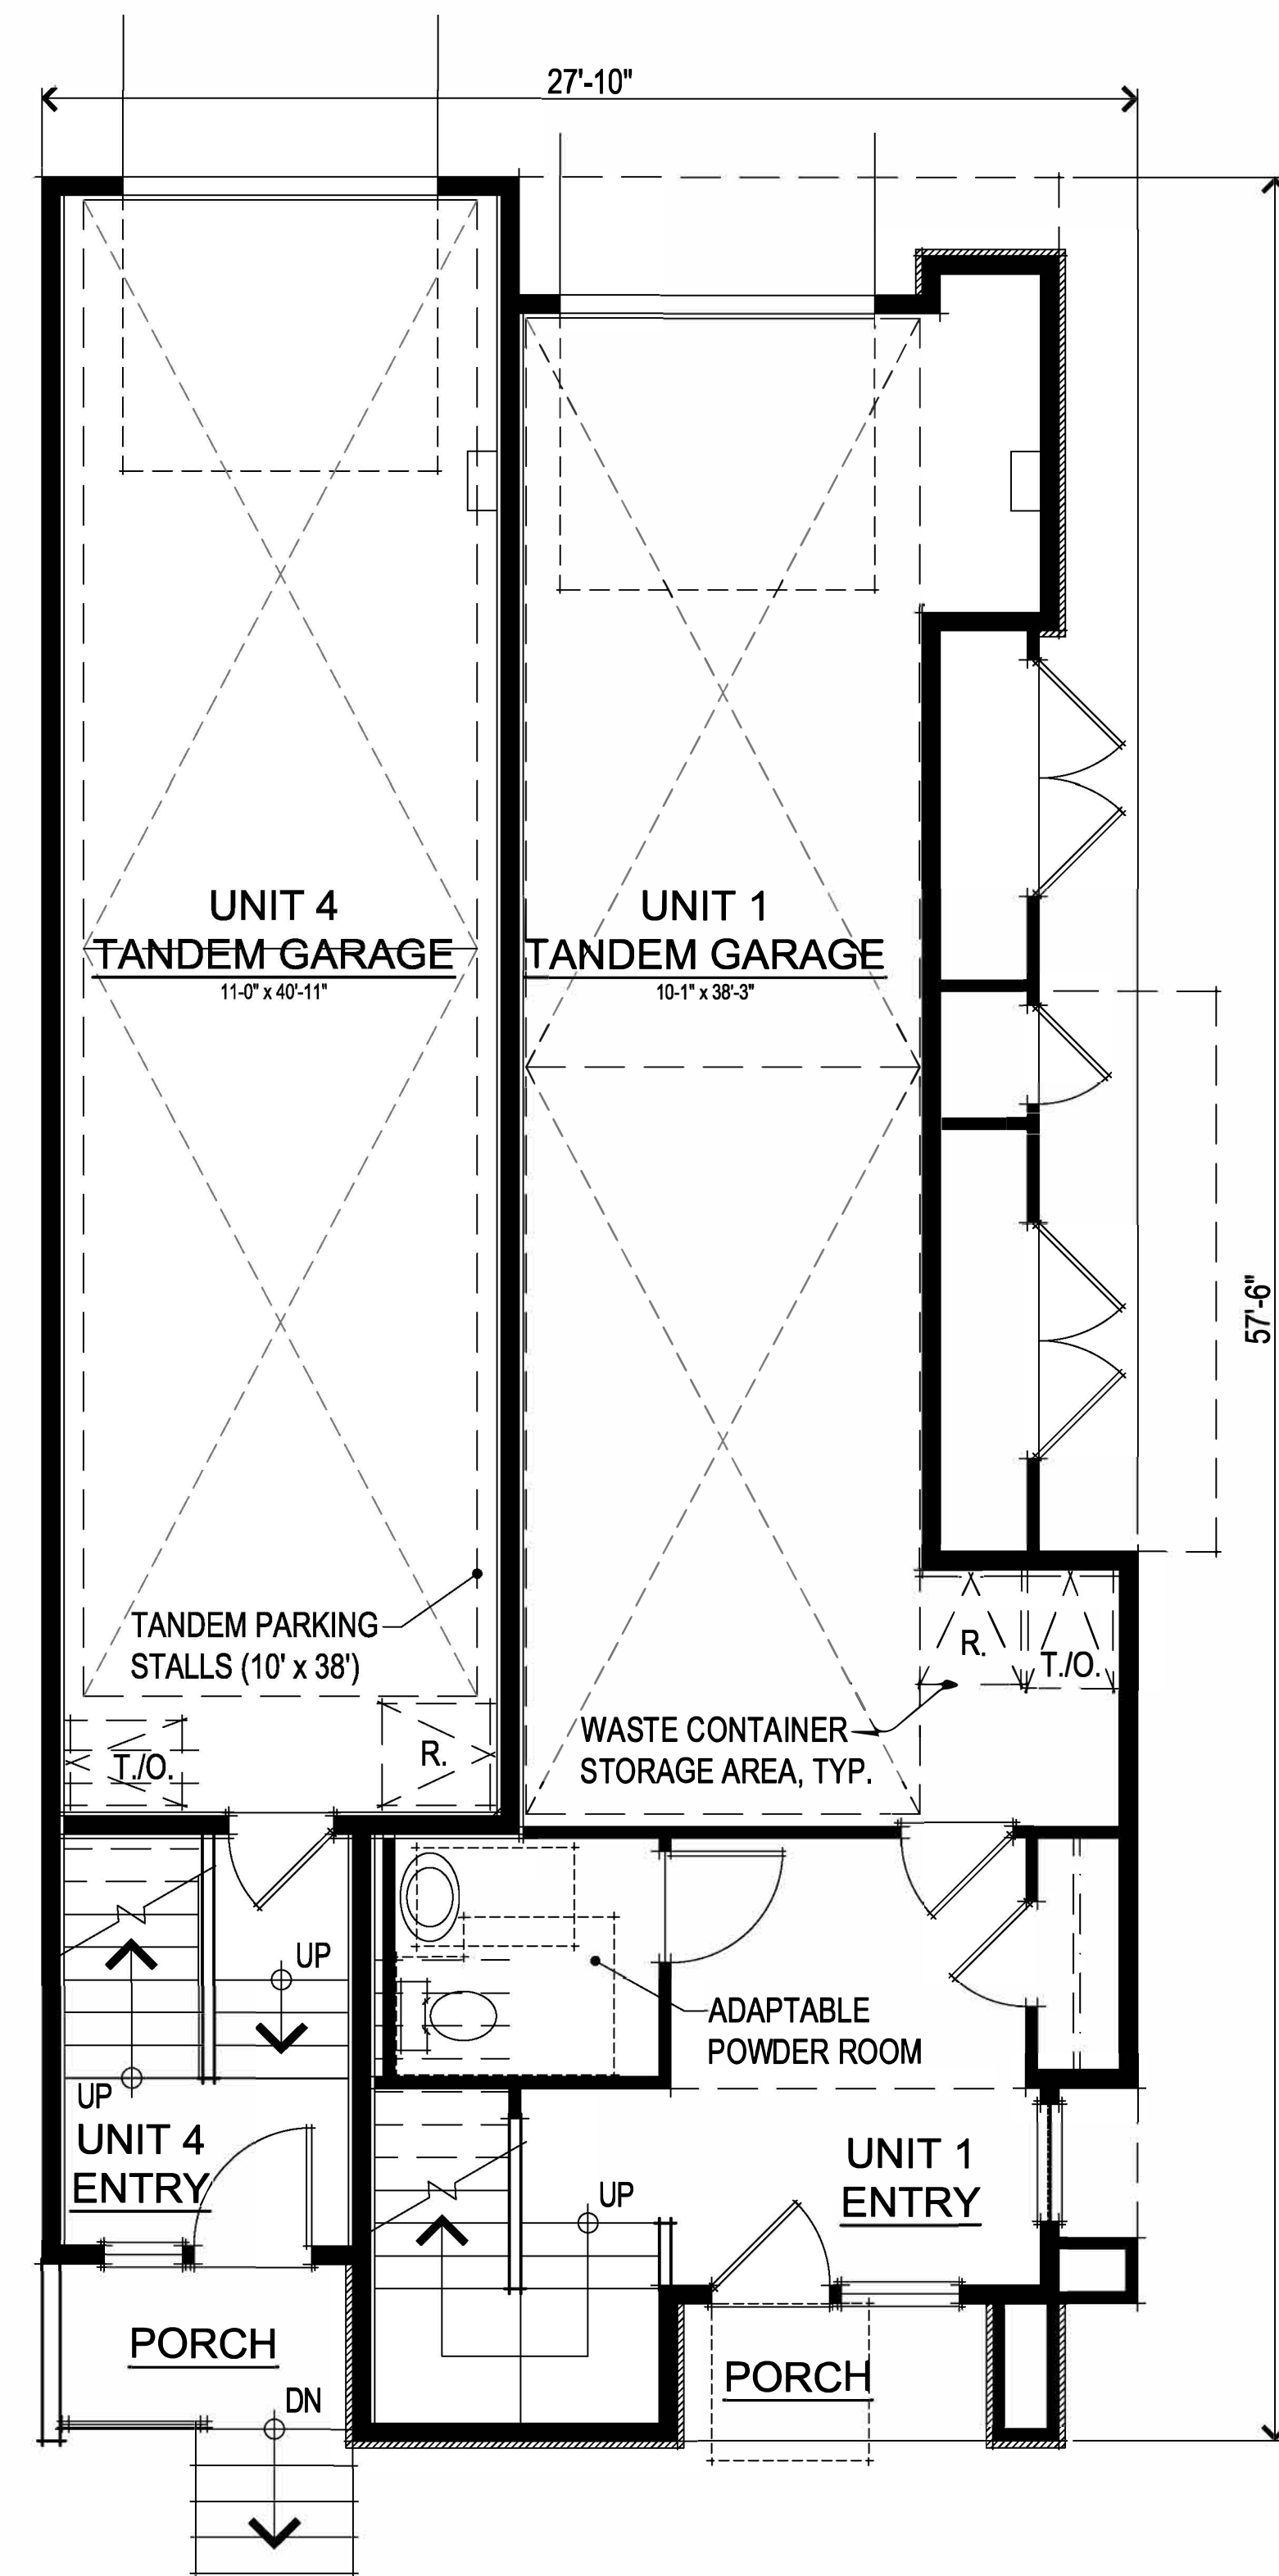 27'-10"
UNIT 4
TANDEM GARAGE
11-0" x 40'-11"
UNIT 1
TANDEM GARAGE
10-1" x 38'-3"
57'-6"
TANDEM PARKING
STALLS (10' x 38')
R.
T./O.
WASTE CONTAINER
STORAGE AREA, TYP.
T./O.
R.
UP
ADAPTABLE
POWDER ROOM
UP
UNIT 4
ENTRY
UNIT 1
ENTRY
UP
PORCH
PORCH
DN